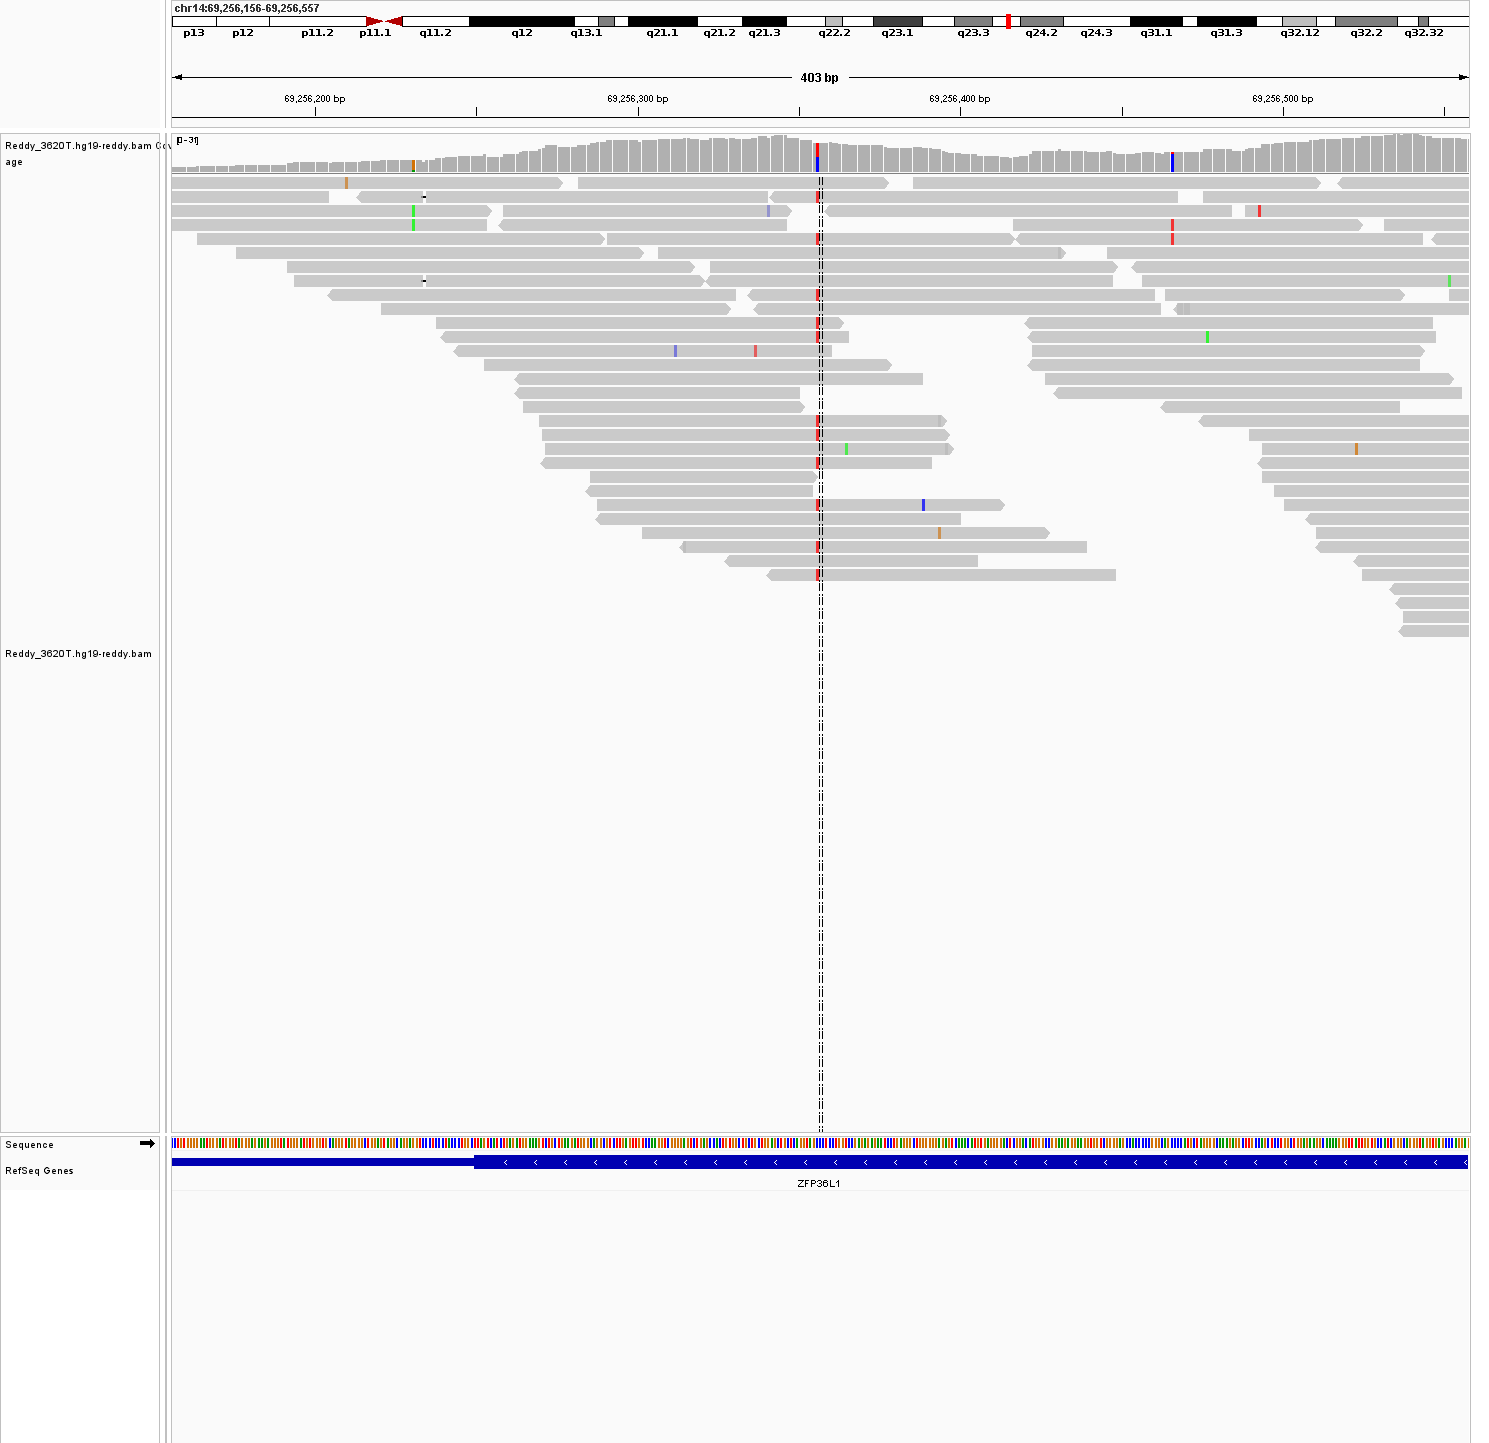 chr14:69,256,156-69,256,557
p13 p12 p11.2 p11.1 q11.2 q12 q13.1 q21.1 q21.2 q21.3 q22.2 q23.1 q23.3 q24.2 q24.3 q31.1 q31.3 q32.12 q32.2 q32.32
403 bp
69,256,200 bp 69,256,300 bp 69,256,400 bp 69,256,500 bp
[0-31]
Reddy_3620T.hg19-reddy.bam Cov
age
Reddy_3620T.hg19-reddy.bam
Sequence
RefSeq Genes
ZFP36L1